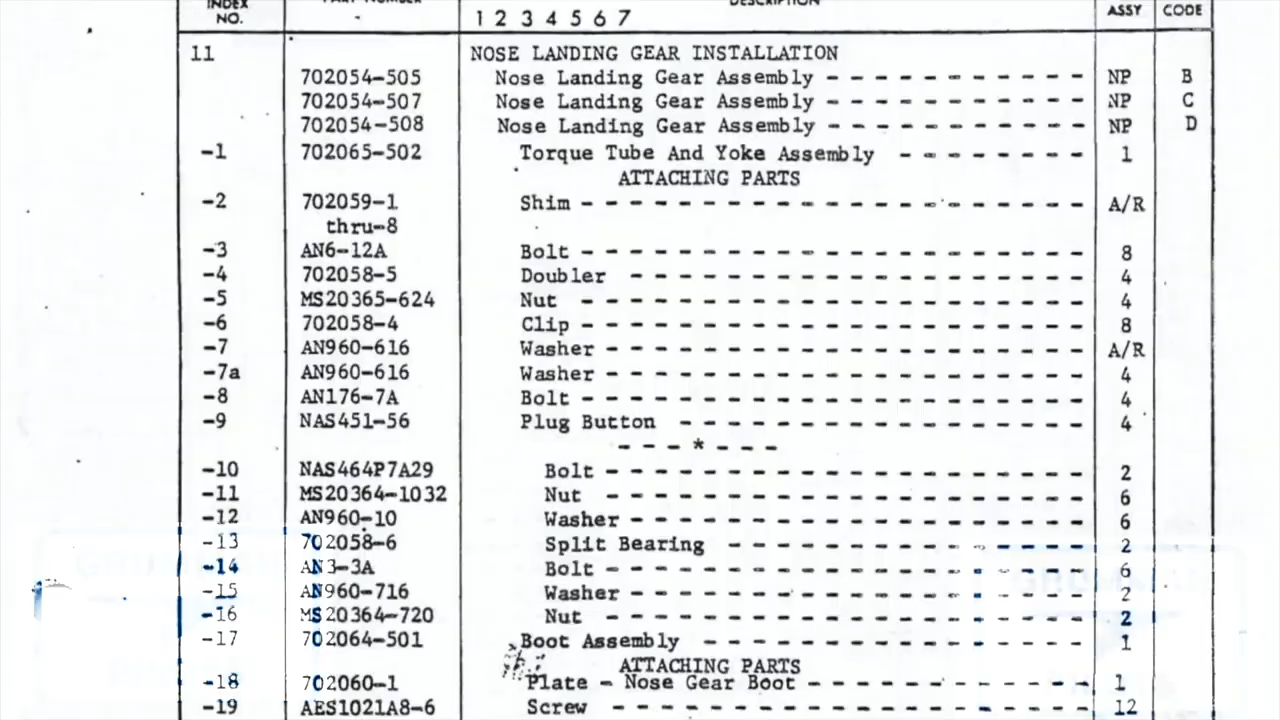 INDEX NO. PART NUMBER 1 2 3 4 5 6 7 DESCRIPTION ASSY CODE
11 NOSE LANDING GEAR INSTALLATION
702054-505 Nose Landing Gear Assembly NP B
702054-507 Nose Landing Gear Assembly NP C
702054-508 Nose Landing Gear Assembly NP D
-1 702065-502 Torque Tube And Yoke Assembly 1
ATTACHING PARTS
-2 702059-1 Shim A/R
thru-8
-3 AN6-12A Bolt 8
-4 702058-5 Doubler 4
-5 MS20365-624 Nut 4
-6 702058-4 Clip 8
-7 AN960-616 Washer A/R
-7a AN960-616 Washer 4
-8 AN176-7A Bolt 4
-9 NAS451-56 Plug Button 4
- - - * - - -
-10 NAS464P7A29 Bolt 2
-11 MS20364-1032 Nut 6
-12 AN960-10 Washer 6
-13 702058-6 Split Bearing 2
-14 AN3-3A Bolt 6
-15 AN960-716 Washer 2
-16 MS20364-720 Nut 2
-17 702064-501 Boot Assembly 1
ATTACHING PARTS
-18 702060-1 Plate - Nose Gear Boot 1
-19 AES1021A8-6 Screw 12